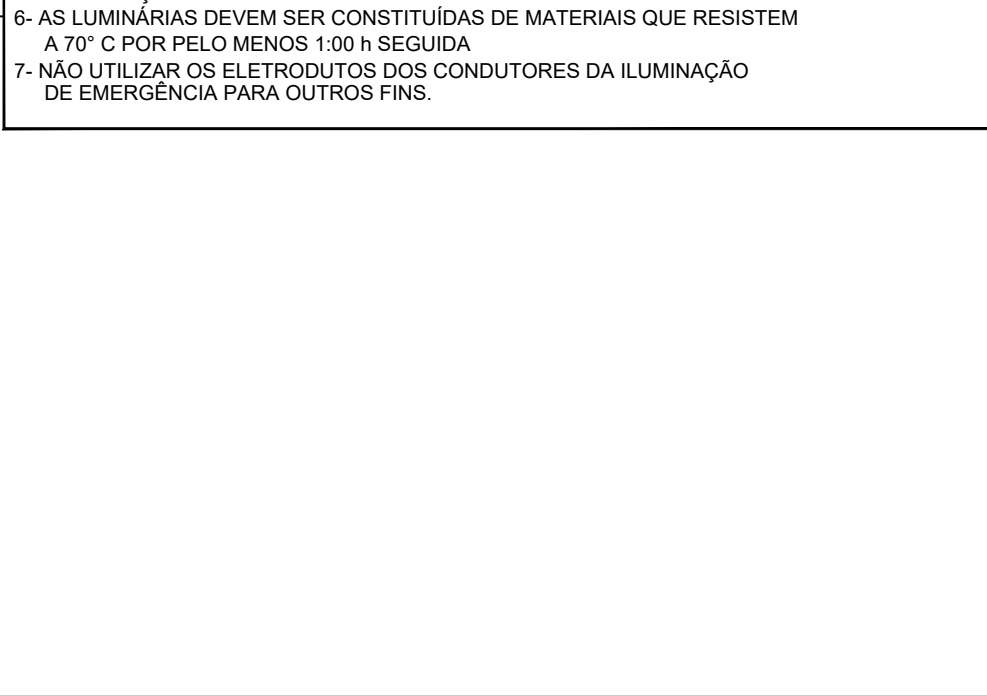 6- AS LUMINÁRIAS DEVEM SER CONSTITUÍDAS DE MATERIAIS QUE RESISTEM
A 70° C POR PELO MENOS 1:00 h SEGUIDA
7- NÃO UTILIZAR OS ELETRODUTOS DOS CONDUTORES DA ILUMINAÇÃO
DE EMERGÊNCIA PARA OUTROS FINS.